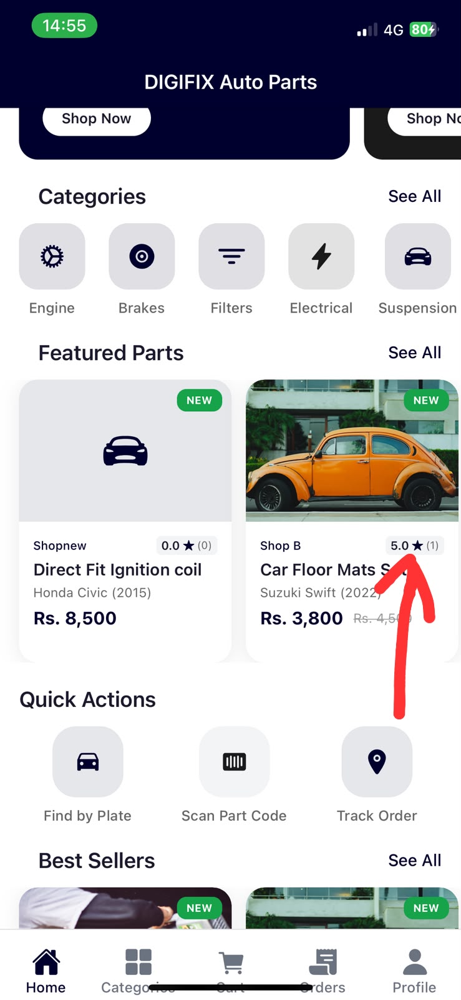 14:55 4G 80
DIGIFIX Auto Parts
Shop Now Shop No
Categories See All
Engine Brakes Filters Electrical Suspension
Featured Parts See All
NEW NEW
Shopnew 0.0 ★ (0) Shop B 5.0 ★ (1)
Direct Fit Ignition coil Car Floor Mats Set
Honda Civic (2015) Suzuki Swift (2022)
Rs. 8,500 Rs. 3,800 Rs. 4,500
Quick Actions
Find by Plate Scan Part Code Track Order
Best Sellers See All
NEW NEW
Home Categories Cart Orders Profile